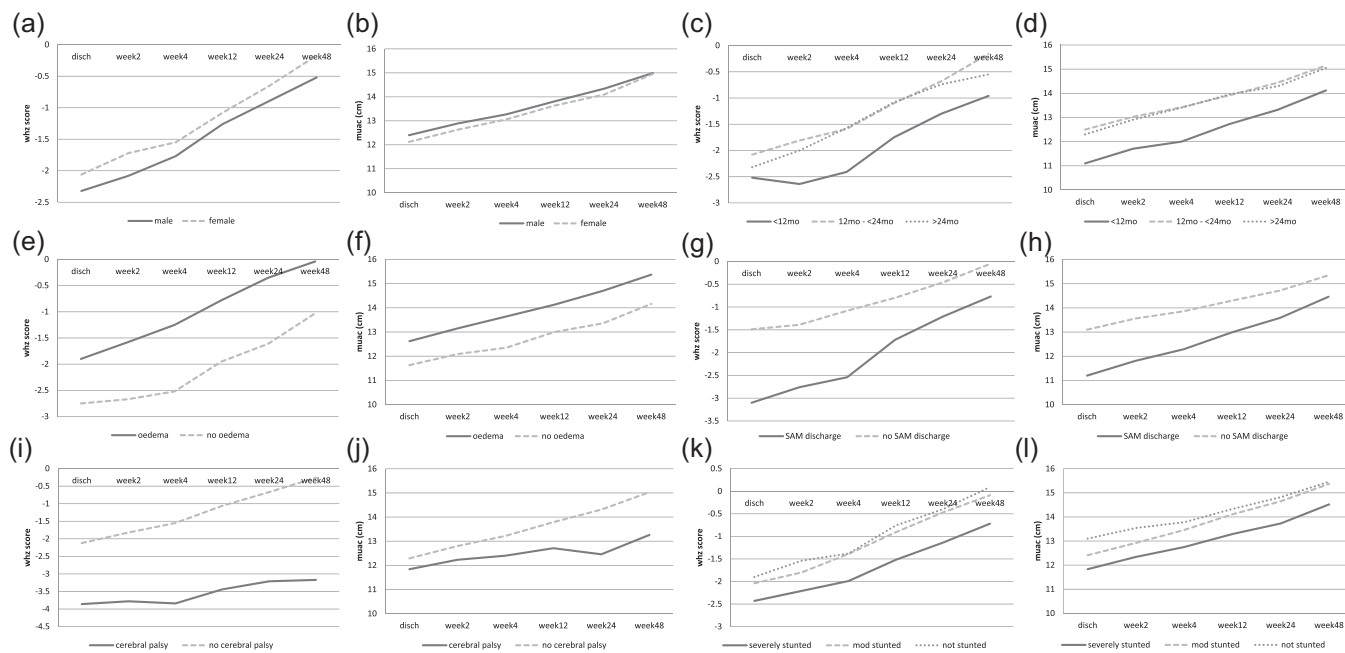 (a)
0
disch week2 week4 week12 week24 week48
-0.5
-1
-1.5
-2
-2.5
whz score
male female
(b)
16
15
14
13
12
11
10
muac (cm)
disch week2 week4 week12 week24 week48
male female
(c)
0
disch week2 week4 week12 week24 week48
-0.5
-1
-1.5
-2
-2.5
-3
whz score
<12mo 12mo - <24mo >24mo
(d)
16
15
14
13
12
11
10
muac (cm)
disch week2 week4 week12 week24 week48
<12mo 12mo - <24mo >24mo
(e)
0
disch week2 week4 week12 week24 week48
-0.5
-1
-1.5
-2
-2.5
-3
whz score
oedema no oedema
(f)
16
15
14
13
12
11
10
muac (cm)
disch week2 week4 week12 week24 week48
oedema no oedema
(g)
0
disch week2 week4 week12 week24 week48
-0.5
-1
-1.5
-2
-2.5
-3
-3.5
whz score
SAM discharge no SAM discharge
(h)
16
15
14
13
12
11
10
muac (cm)
disch week2 week4 week12 week24 week48
SAM discharge no SAM discharge
(i)
0
disch week2 week4 week12 week24 week48
-0.5
-1
-1.5
-2
-2.5
-3
-3.5
-4
-4.5
whz score
cerebral palsy no cerebral palsy
(j)
16
15
14
13
12
11
10
muac (cm)
disch week2 week4 week12 week24 week48
cerebral palsy no cerebral palsy
(k)
0.5
0
disch week2 week4 week12 week24 week48
-0.5
-1
-1.5
-2
-2.5
-3
whz score
severely stunted mod stunted not stunted
(l)
16
15
14
13
12
11
10
muac (cm)
disch week2 week4 week12 week24 week48
severely stunted mod stunted not stunted